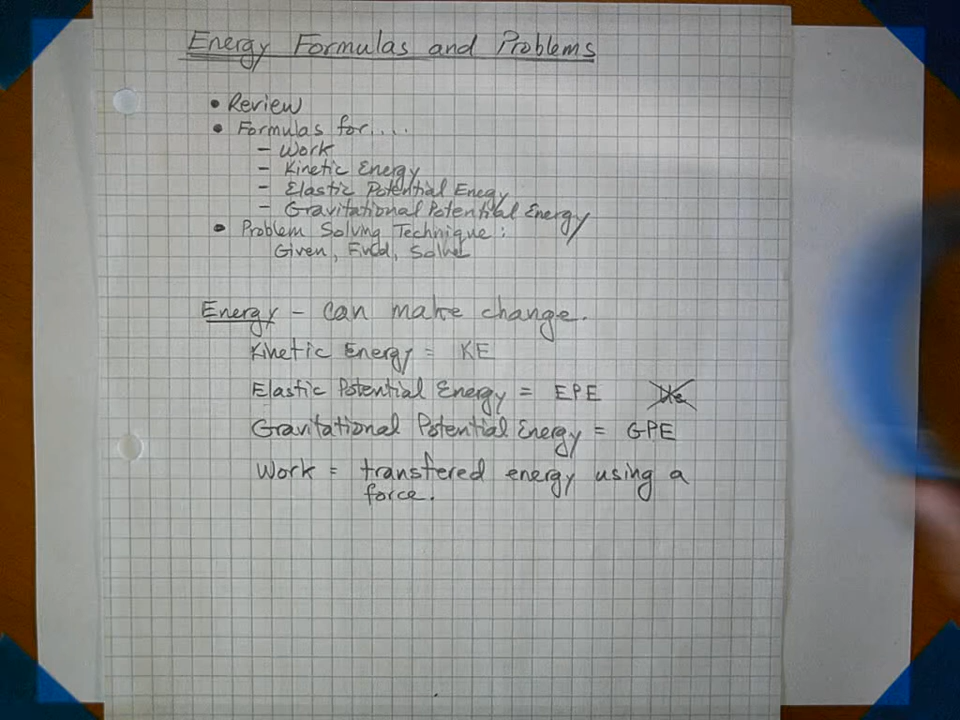 Energy Formulas and Problems
• Review
• Formulas for....
- Work
- Kinetic Energy
- Elastic Potential Energy
- Gravitational Potential Energy
• Problem Solving Technique:
Given, Find, Solve
Energy - can make change.
Kinetic Energy = KE
Elastic Potential Energy = EPE
Gravitational Potential Energy = GPE
Work = transfered energy using a
force.